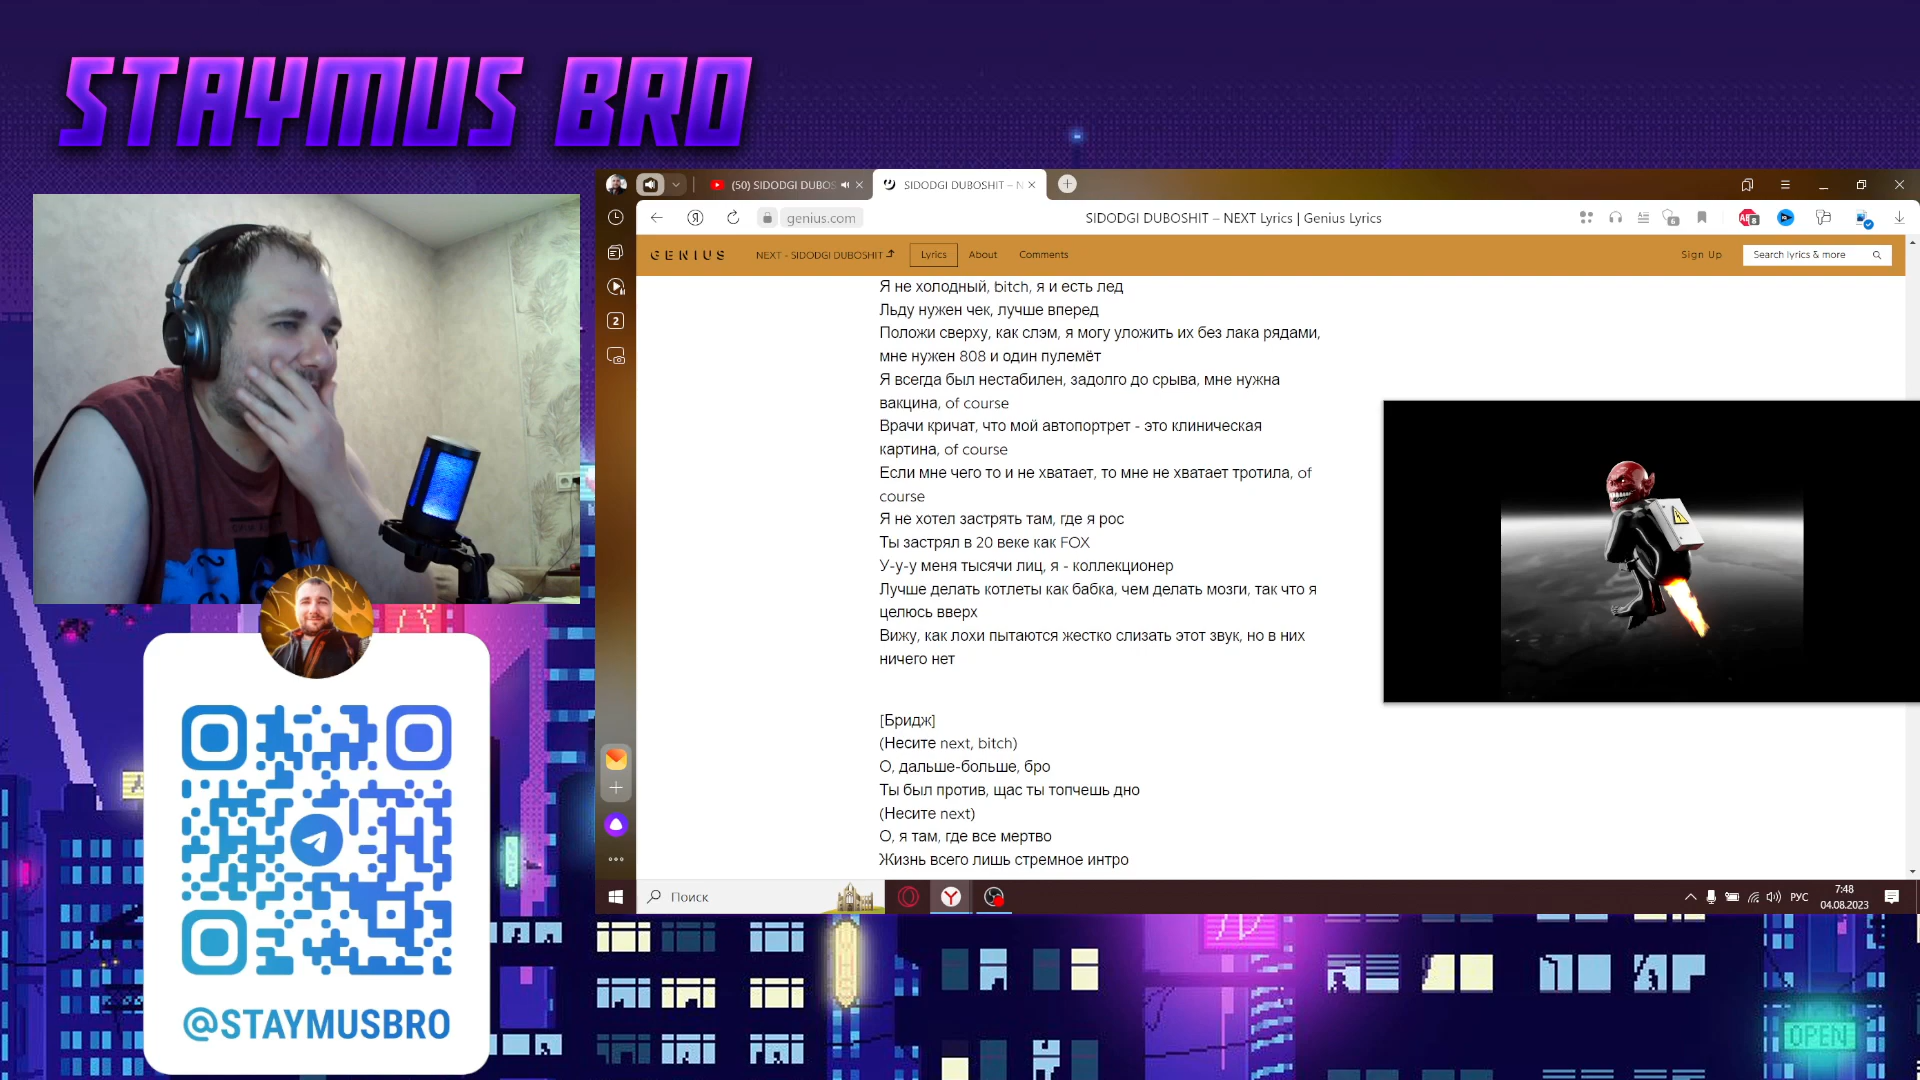 STAYMUS BRO
(50) SIDODGI DUBOS
SIDODGI DUBOSHIT – N
genius.com
SIDODGI DUBOSHIT – NEXT Lyrics | Genius Lyrics
GENIUS
NEXT - SIDODGI DUBOSHIT
Lyrics
About
Comments
Sign Up
Search lyrics & more
2
Я не холодный, bitch, я и есть лед
Льду нужен чек, лучше вперед
Положи сверху, как слэм, я могу уложить их без лака рядами,
мне нужен 808 и один пулемёт
Я всегда был нестабилен, задолго до срыва, мне нужна
вакцина, of course
Врачи кричат, что мой автопортрет - это клиническая
картина, of course
Если мне чего то и не хватает, то мне не хватает тротила, of
course
Я не хотел застрять там, где я рос
Ты застрял в 20 веке как FOX
У-у-у меня тысячи лиц, я - коллекционер
Лучше делать котлеты как бабка, чем делать мозги, так что я
целюсь вверх
Вижу, как лохи пытаются жестко слизать этот звук, но в них
ничего нет
[Бридж]
(Несите next, bitch)
О, дальше-больше, бро
Ты был против, щас ты топчешь дно
(Несите next)
О, я там, где все мертво
Жизнь всего лишь стремное интро
Поиск
РУС
7:48
04.08.2023
@STAYMUSBRO
OPEN